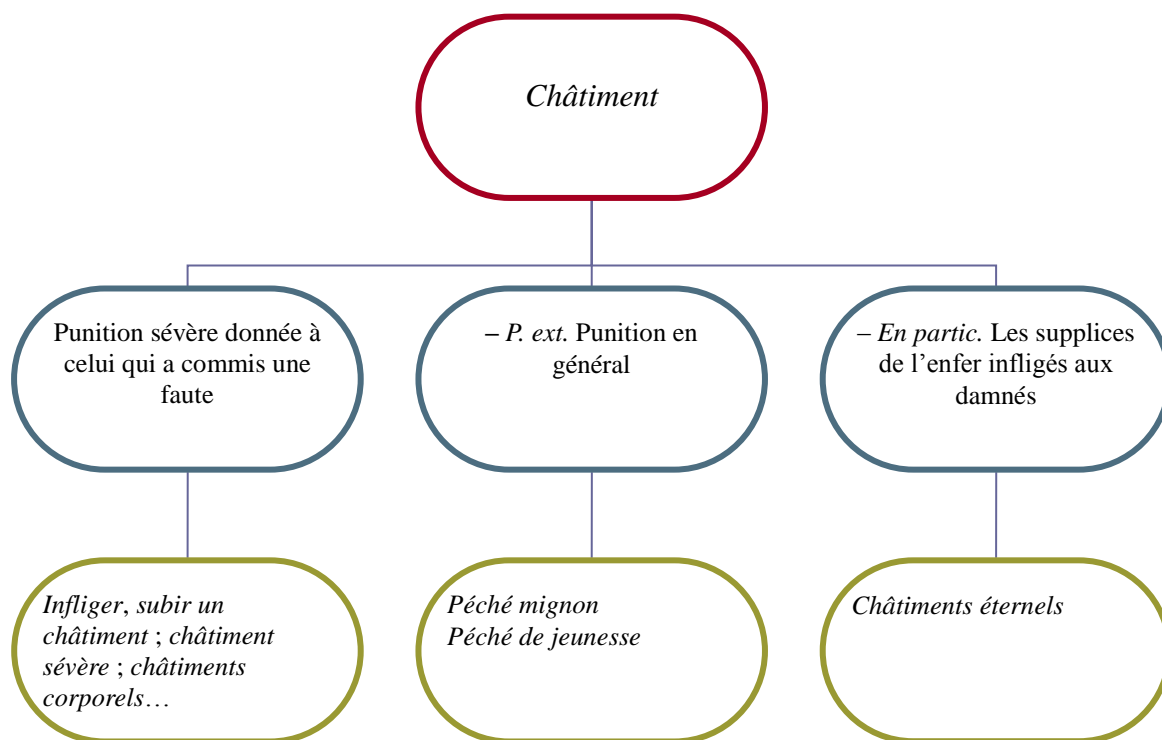 Châtiment
Punition sévère donnée à
celui qui a commis une
faute
– P. ext. Punition en
général
– En partic. Les supplices
de l’enfer infligés aux
damnés
Infliger, subir un
châtiment ; châtiment
sévère ; châtiments
corporels…
Péché mignon
Péché de jeunesse
Châtiments éternels